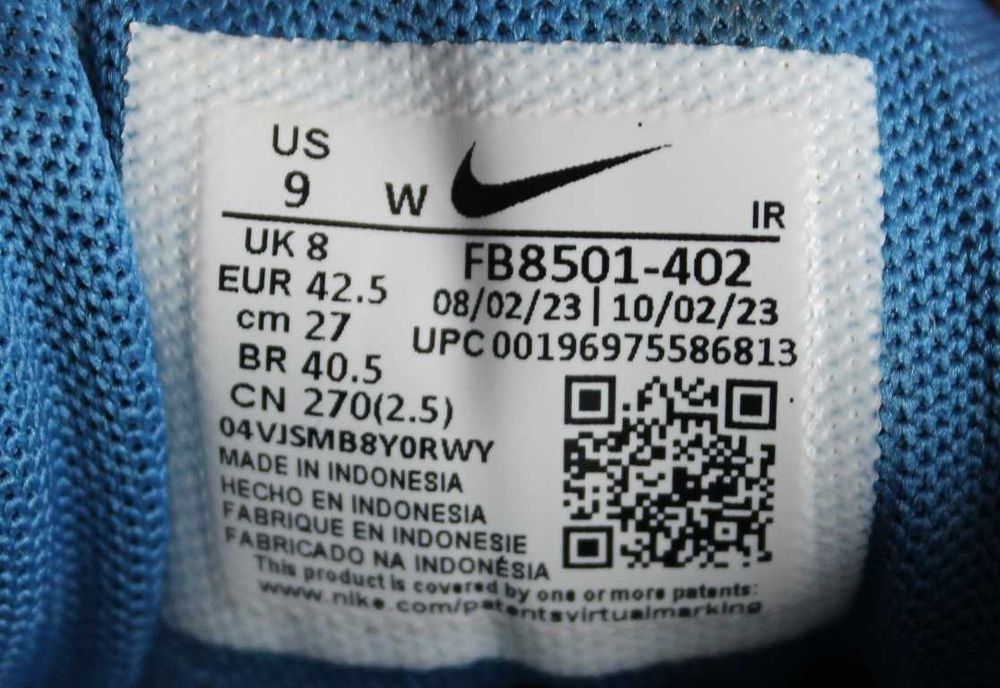 US
9 W
IR
UK 8
FB8501-402
EUR 42.5
08/02/23 | 10/02/23
cm 27
UPC 00196975586813
BR 40.5
CN 270(2.5)
04VJSMB8Y0RWY
MADE IN INDONESIA
HECHO EN INDONESIA
FABRIQUE EN INDONESIE
FABRICADO NA INDONÉSIA
This product is covered by one or more patents:
www.nike.com/patentsvirtualmarking